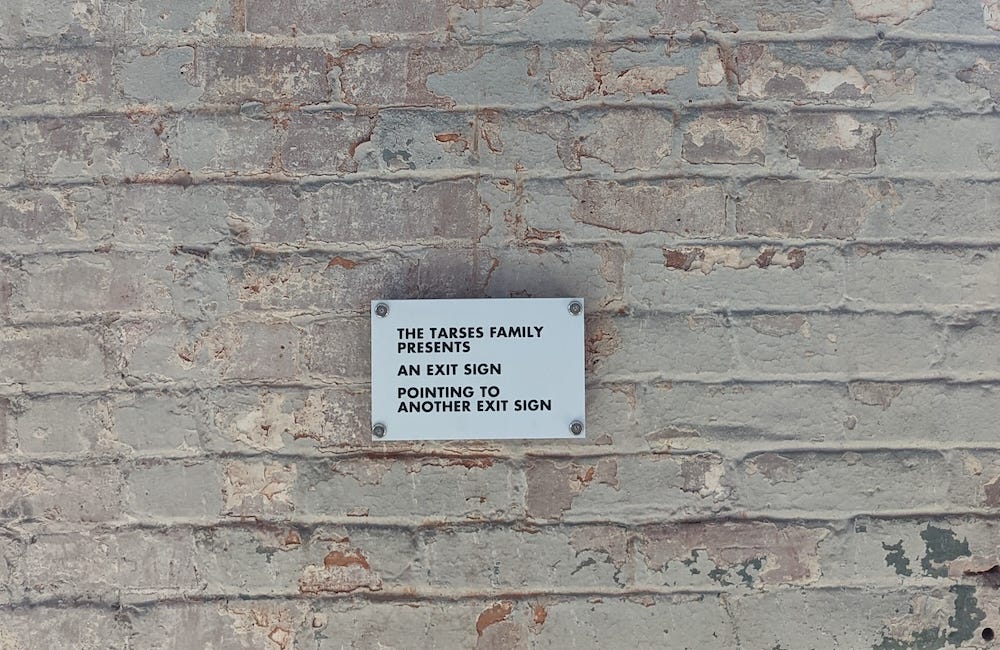 THE TARSES FAMILY
PRESENTS
AN EXIT SIGN
POINTING TO
ANOTHER EXIT SIGN